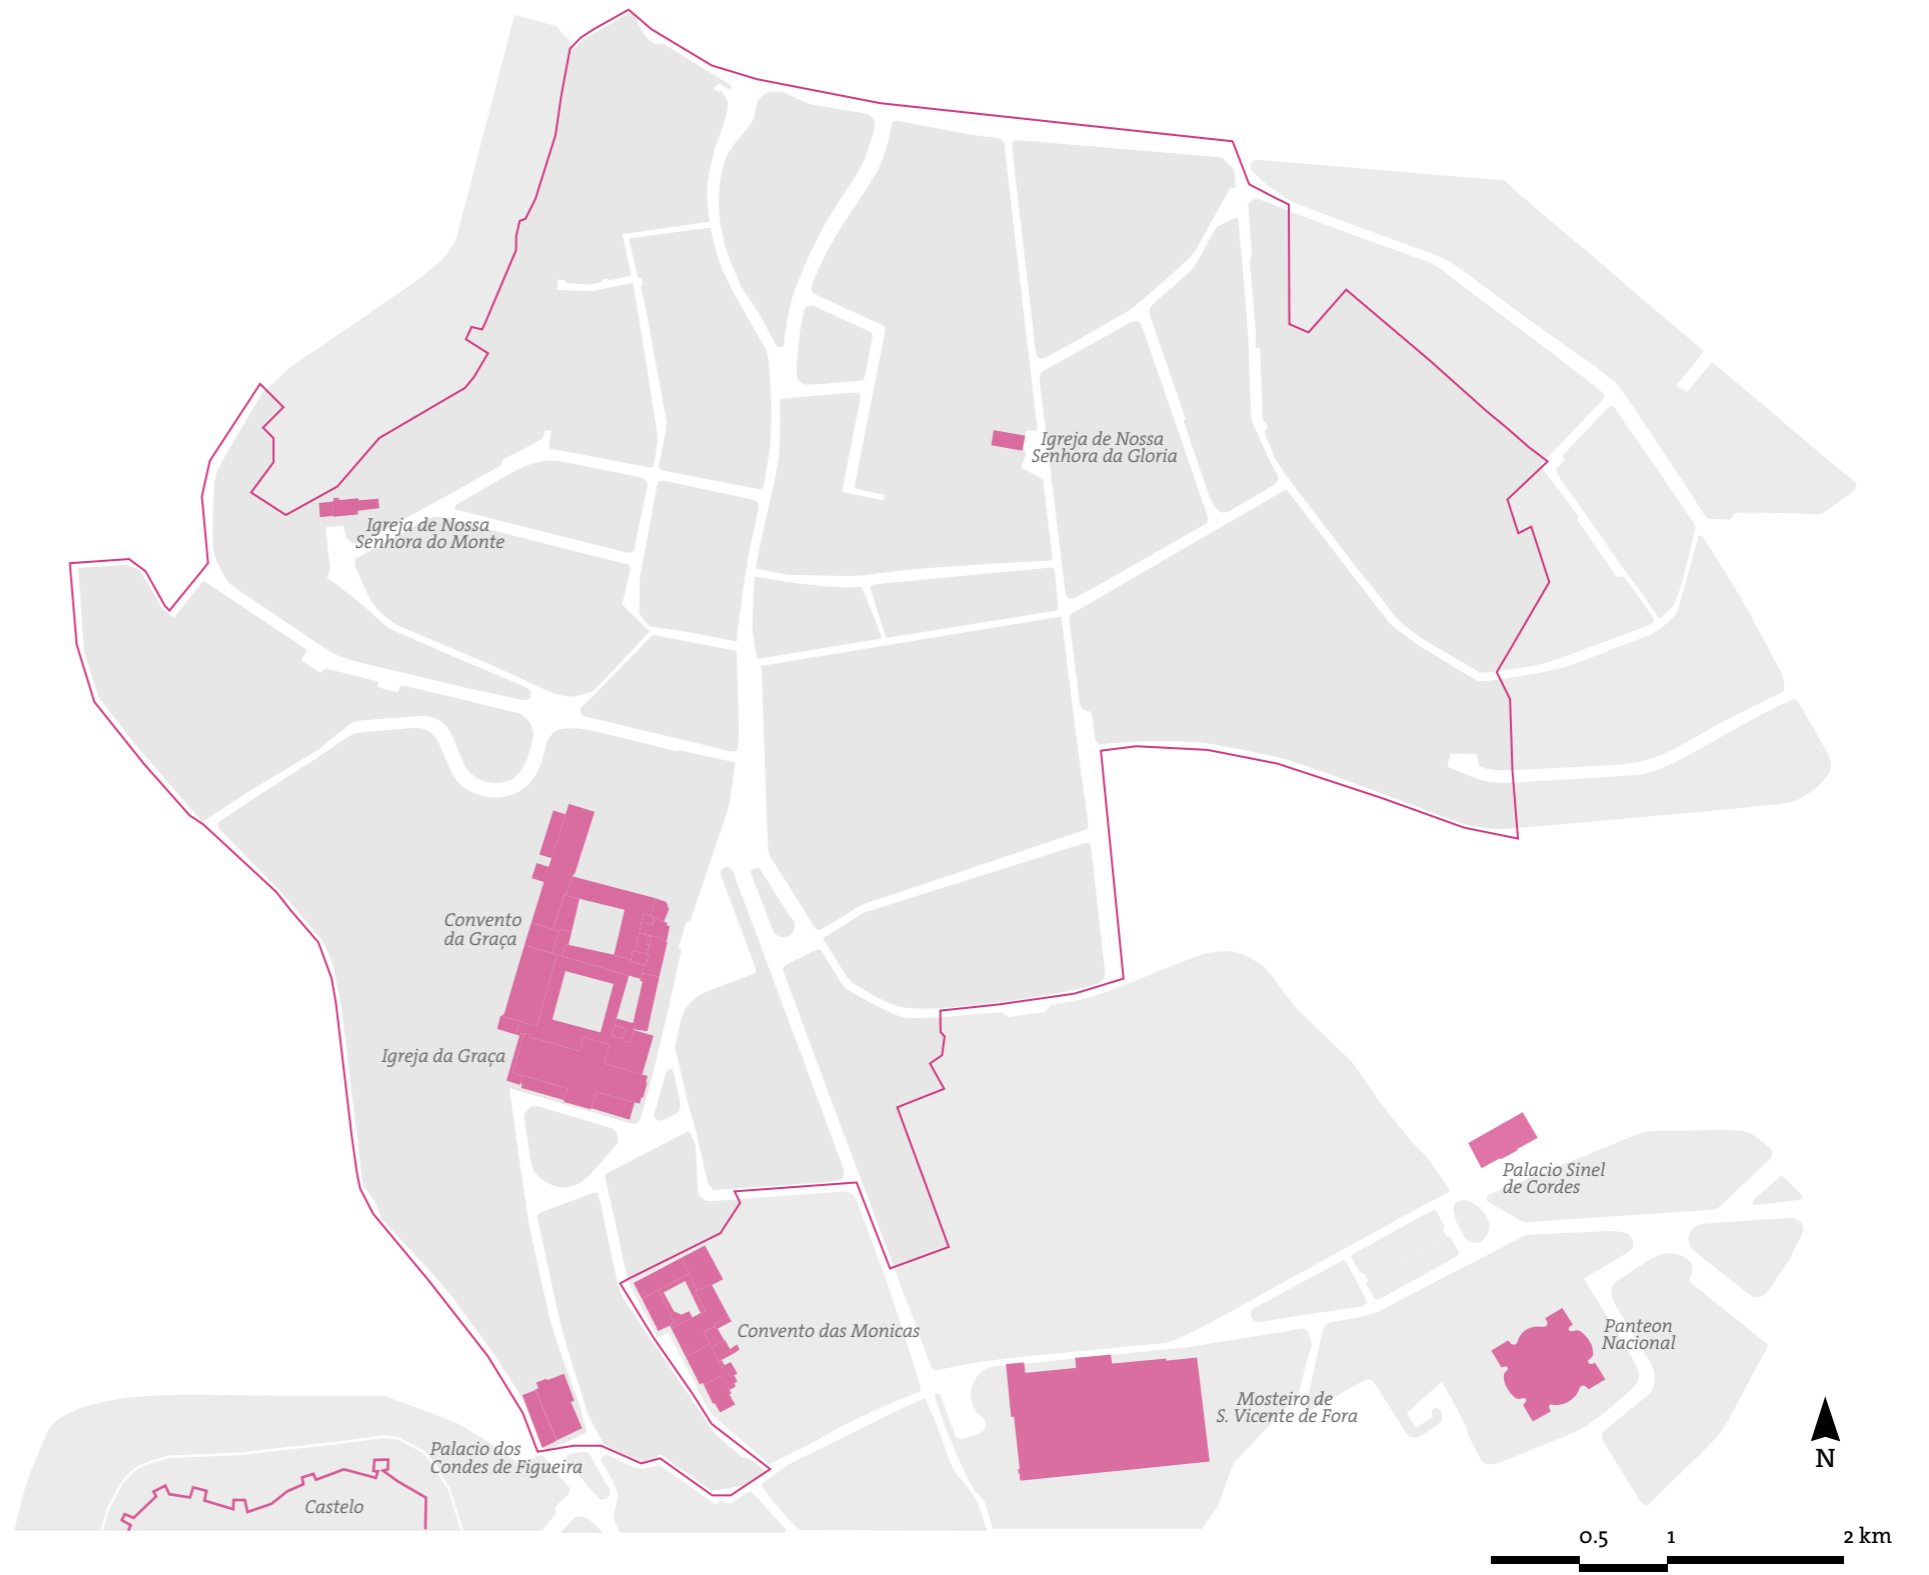 Igreja de Nossa
Senhora da Gloria
Igreja de Nossa
Senhora do Monte
Convento
da Graça
Igreja da Graça
Palacio Sinel
de Cordes
Convento das Monicas
Panteon
Nacional
Mosteiro de
S. Vicente de Fora
Palacio dos
Condes de Figueira
Castelo
N
0.5 1 2 km